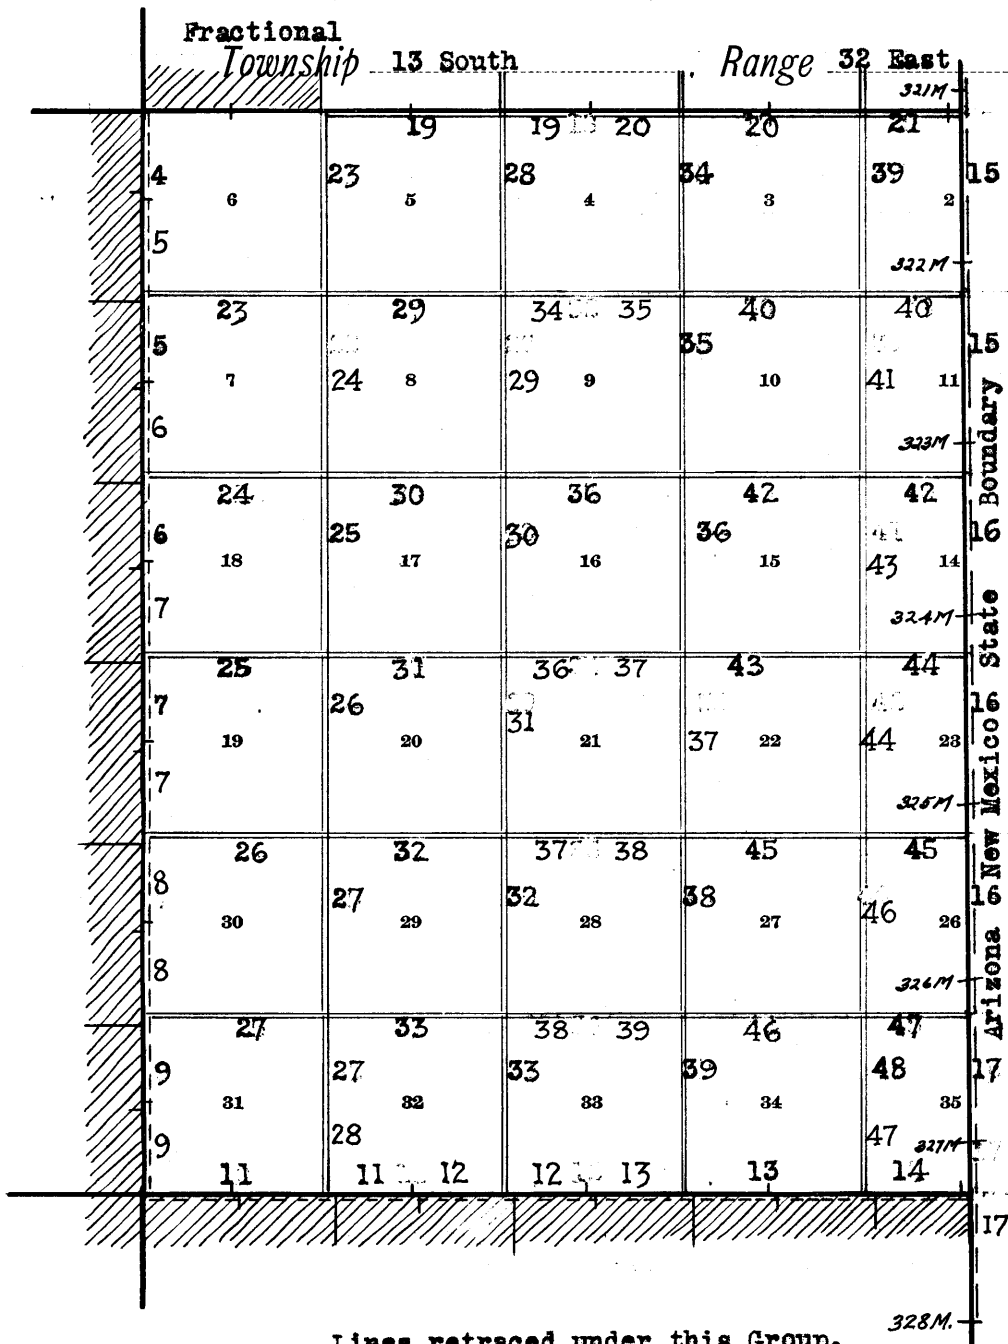 Fractional
Township 13 South . Range 32 East
321M
19 19 20 20 21
4 23 28 34 39 15
6 5 4 3 2
5
322M
23 29 34 35 40 40
5 35 15
7 24 8 29 9 10 41 11
6
323M
24 30 36 42 42
6 25 30 36 16
18 17 16 15 43 14
7
324M
25 31 36 37 43 44
7 26 16
31
19 20 21 37 22 44 23
7
325M
26 32 37 38 45 45
8 27 32 38 46 16
30 29 28 27 26
8
326M
27 33 38 39 46 47
9 27 33 39 48 17
31 32 33 34 35
9 28 47 327M
11 11 12 12 13 13 14
17
Arizona New Mexico State Boundary
328M.
Lines retraced under this Group.